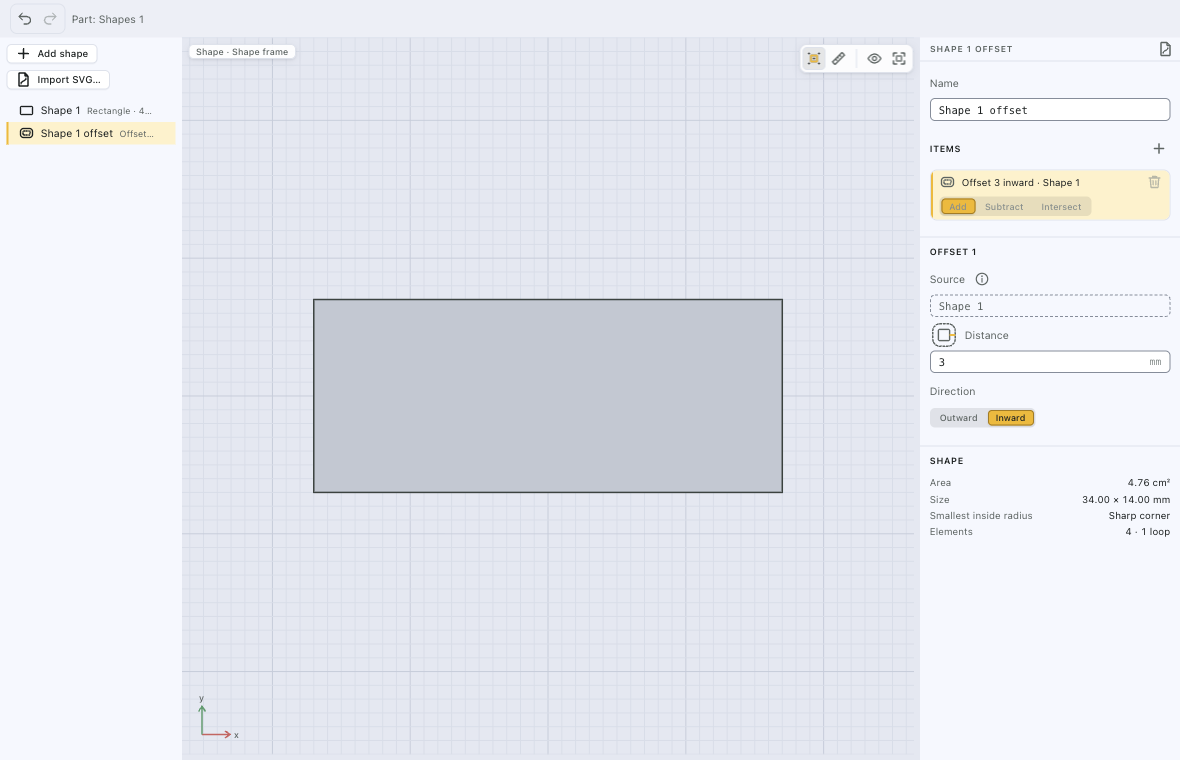 Part: Shapes 1
Add shape
Import SVG...
Shape 1 Rectangle · 4...
Shape 1 offset Offset...
Shape · Shape frame
y
x
SHAPE 1 OFFSET
Name
Shape 1 offset
ITEMS
Offset 3 inward · Shape 1
Add Subtract Intersect
OFFSET 1
Source
Shape 1
Distance
3 mm
Direction
Outward Inward
SHAPE
Area 4.76 cm²
Size 34.00 × 14.00 mm
Smallest inside radius Sharp corner
Elements 4 · 1 loop